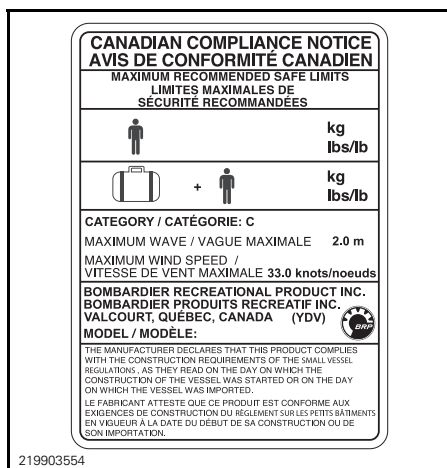 CANADIAN COMPLIANCE NOTICE
AVIS DE CONFORMITÉ CANADIEN
MAXIMUM RECOMMENDED SAFE LIMITS
LIMITES MAXIMALES DE
SÉCURITÉ RECOMMANDÉES
kg
lbs/lb
+
kg
lbs/lb
CATEGORY / CATÉGORIE: C
MAXIMUM WAVE / VAGUE MAXIMALE 2.0 m
MAXIMUM WIND SPEED /
VITESSE DE VENT MAXIMALE 33.0 knots/noeuds
BOMBARDIER RECREATIONAL PRODUCT INC.
BOMBARDIER PRODUITS RECREATIF INC.
VALCOURT, QUÉBEC, CANADA (YDV)
BRP
MODEL / MODÈLE:
THE MANUFACTURER DECLARES THAT THIS PRODUCT COMPLIES
WITH THE CONSTRUCTION REQUIREMENTS OF THE SMALL VESSEL
REGULATIONS , AS THEY READ ON THE DAY ON WHICH THE
CONSTRUCTION OF THE VESSEL WAS STARTED OR ON THE DAY
ON WHICH THE VESSEL WAS IMPORTED.
LE FABRICANT ATTESTE QUE CE PRODUIT EST CONFORME AUX
EXIGENCES DE CONSTRUCTION DU RÈGLEMENT SUR LES PETITS BÂTIMENTS
EN VIGUEUR À LA DATE DU DÉBUT DE SA CONSTRUCTION OU DE
SON IMPORTATION.
219903554